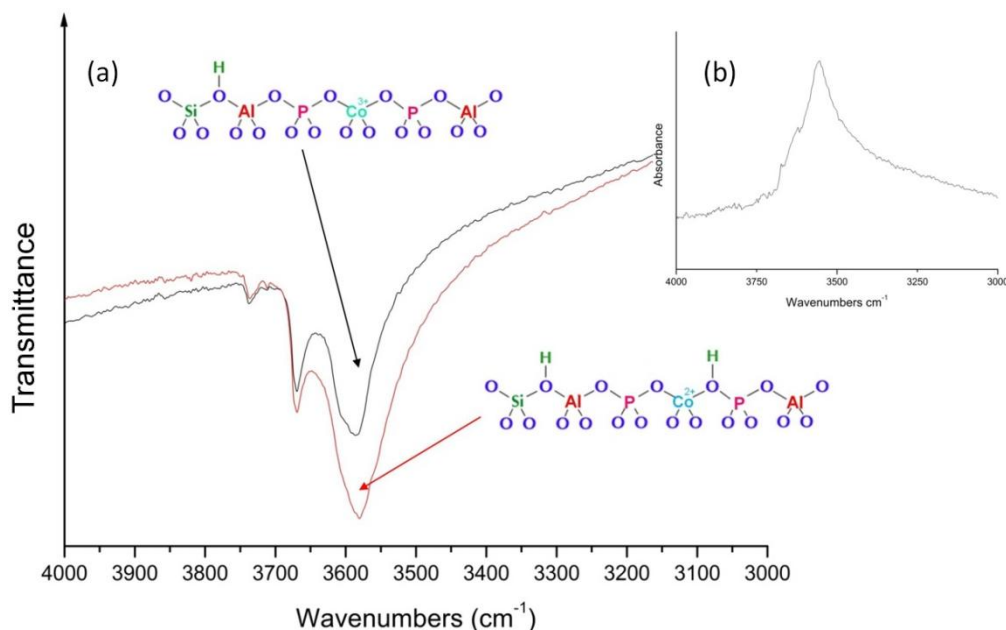 (a)
H
O O O O O O O
Si Al P Co3+ P Al
O O O O O O O O O O O O
Transmittance
4000 3900 3800 3700 3600 3500 3400 3300 3200 3100 3000
Wavenumbers (cm-1)
(b)
Absorbance
4000 3750 3500 3250 3000
Wavenumbers cm-1
H H
O O O O O O O
Si Al P Co2+ P Al
O O O O O O O O O O O O